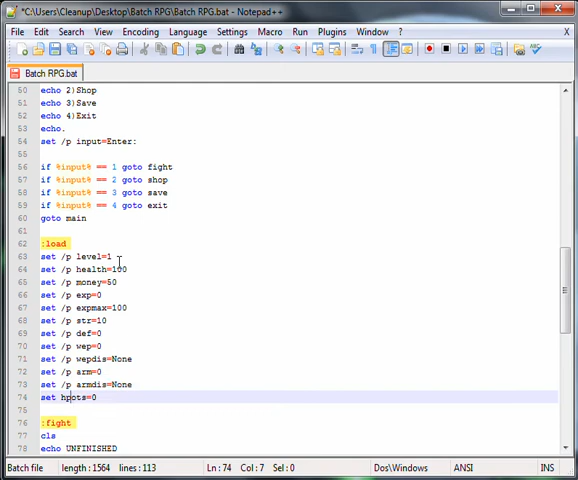 *C:\Users\Cleanup\Desktop\Batch RPG\Batch RPG.bat - Notepad++
File Edit Search View Encoding Language Settings Macro Run Plugins Window ? X
Batch RPG.bat
50 echo 2)Shop
51 echo 3)Save
52 echo 4)Exit
53 echo.
54 set /p input=Enter:
55
56 if %input% == 1 goto fight
57 if %input% == 2 goto shop
58 if %input% == 3 goto save
59 if %input% == 4 goto exit
60 goto main
61
62 :load
63 set /p level=1
64 set /p health=100
65 set /p money=50
66 set /p exp=0
67 set /p expmax=100
68 set /p str=10
69 set /p def=0
70 set /p wep=0
71 set /p wepdis=None
72 set /p arm=0
73 set /p armdis=None
74 set hpots=0
75
76 :fight
77 cls
78 echo UNFINISHED
Batch file length : 1564 lines : 113 Ln : 74 Col : 7 Sel : 0 Dos\Windows ANSI INS